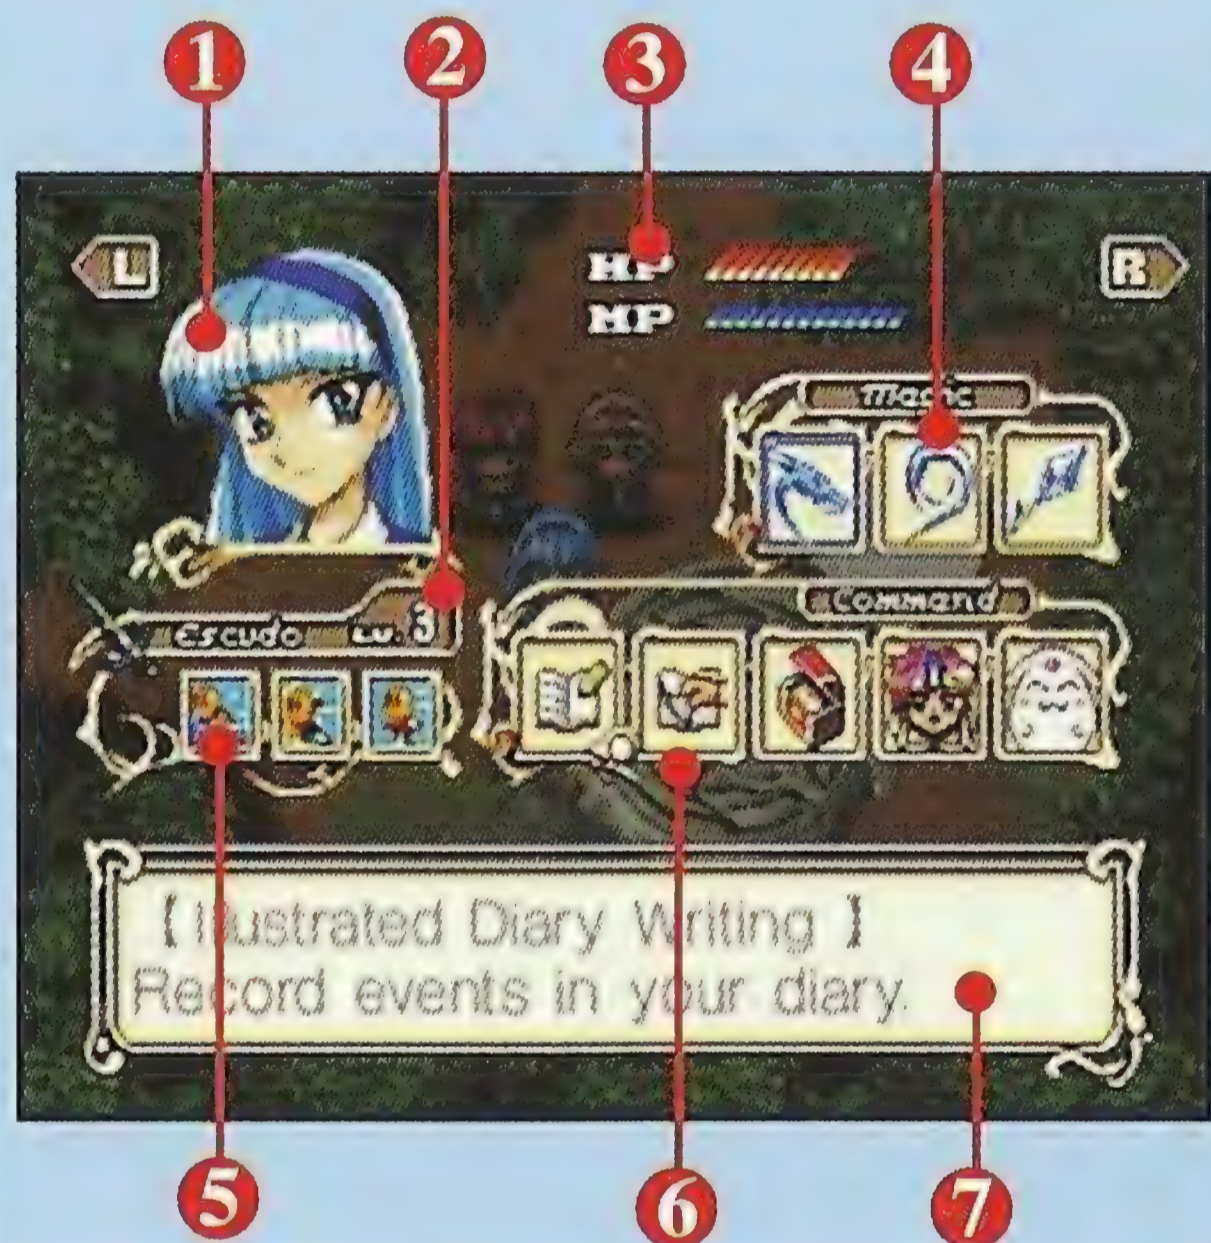 1 2 3 4
L HP R
MP
Magic
Escudo Lv. 3 Command
【Illustrated Diary Writing】
Record events in your diary.
5 6 7